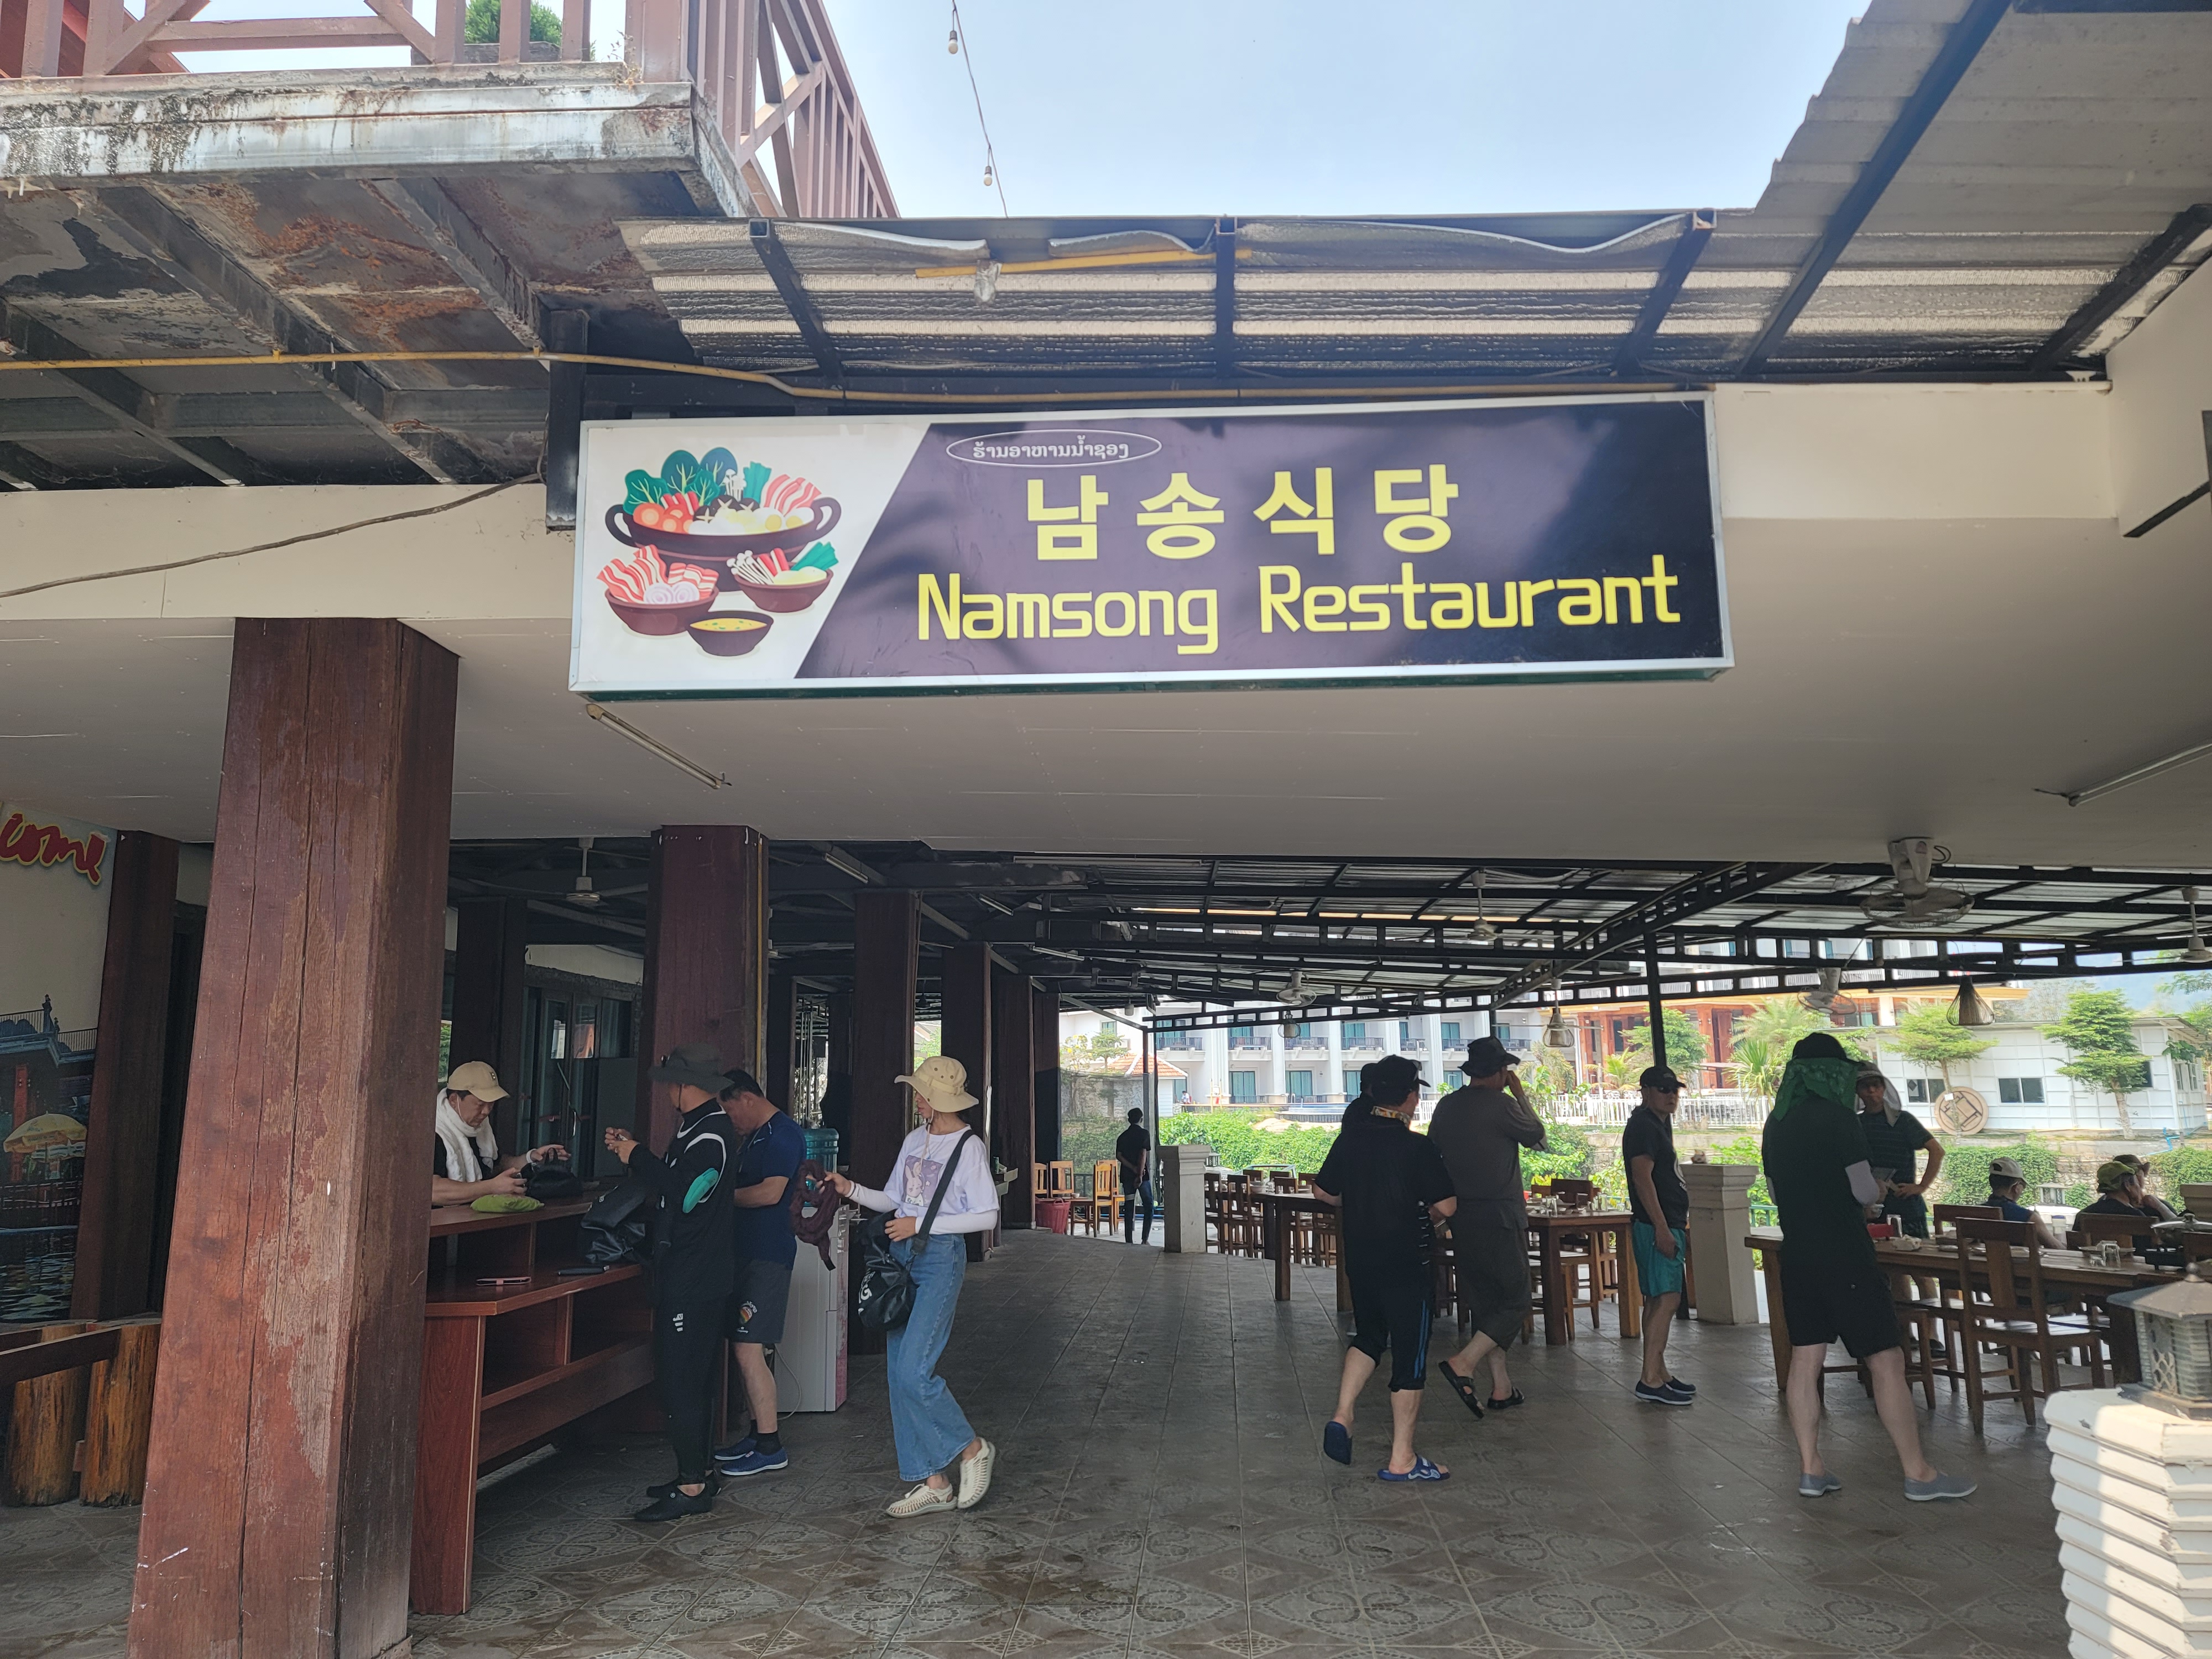 ຮ້ານອາຫານນ້ຳຊອງ
남송식당
Namsong Restaurant
come